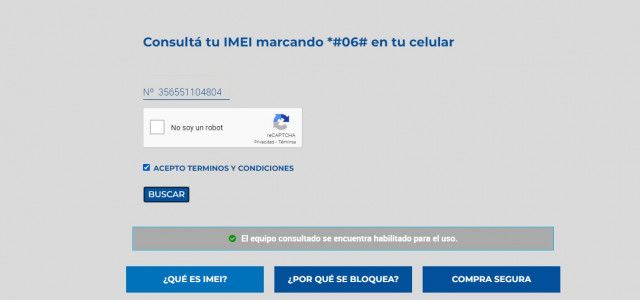 Consultá tu IMEI marcando *#06# en tu celular
Nº 356551104804
No soy un robot
reCAPTCHA
Privacidad - Términos
ACEPTO TERMINOS Y CONDICIONES
BUSCAR
El equipo consultado se encuentra habilitado para el uso.
¿QUÉ ES IMEI?
¿POR QUÉ SE BLOQUEA?
COMPRA SEGURA